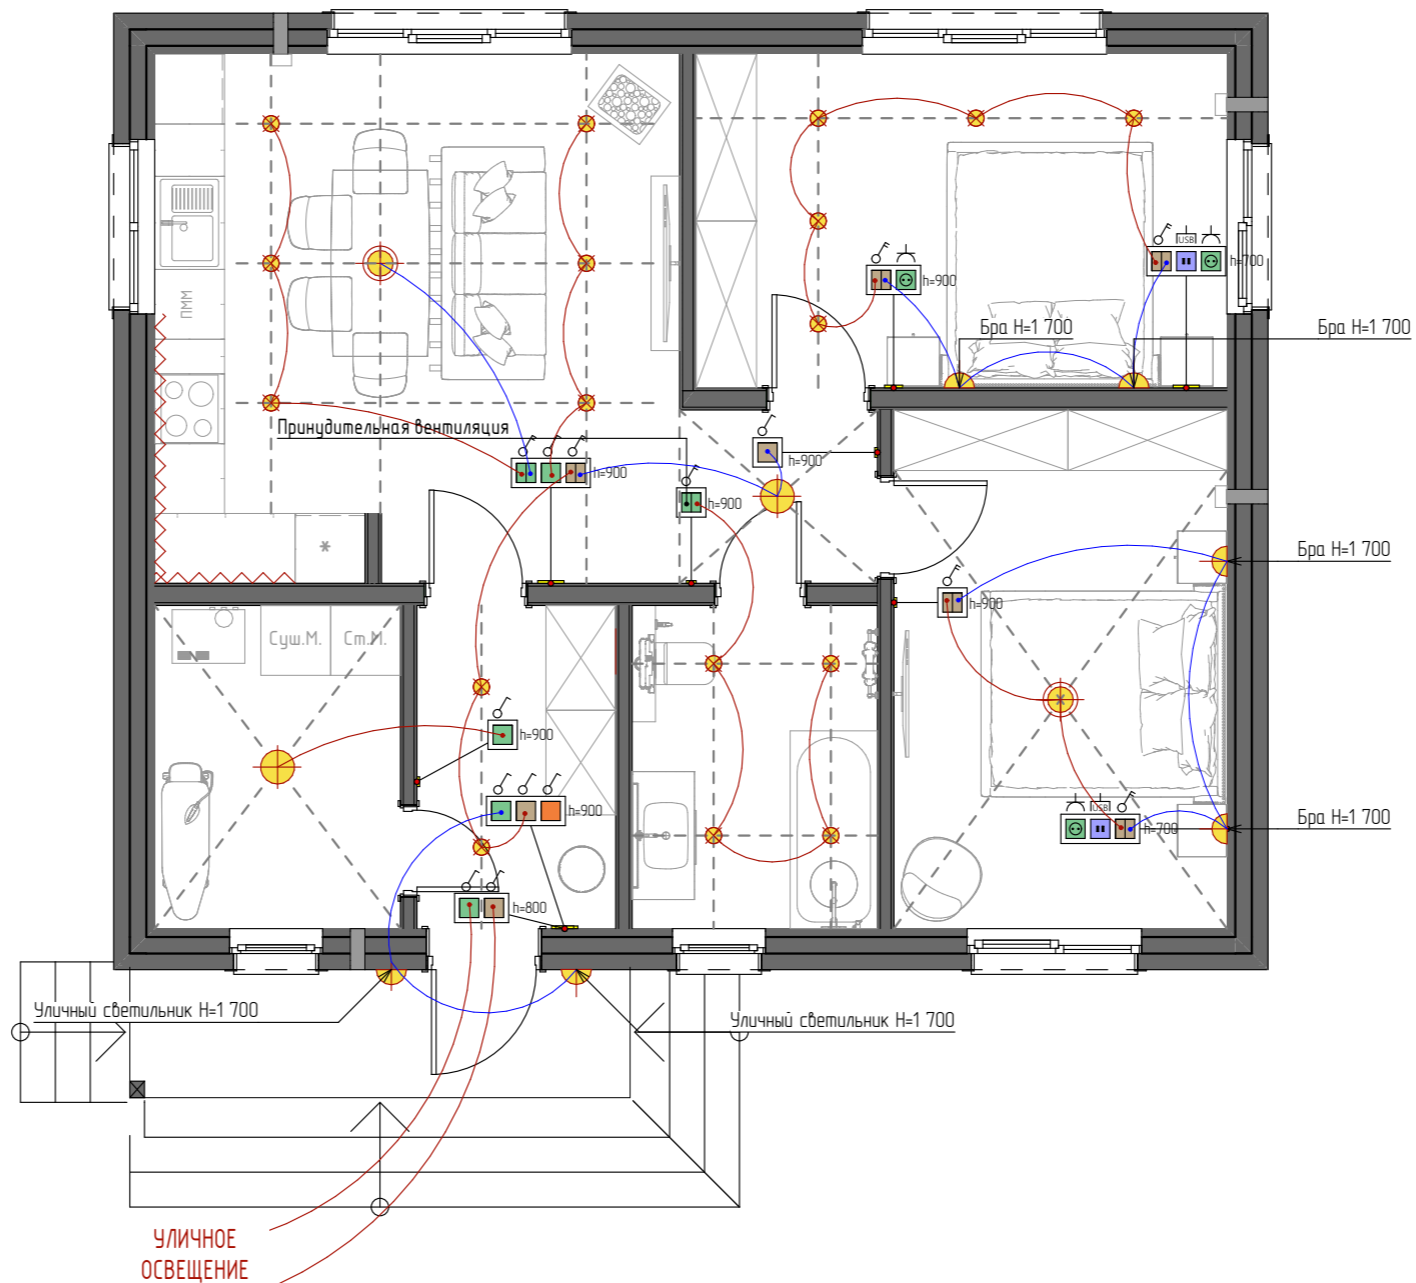 USB
h=700
h=900
Бра H=1 700
Бра H=1 700
ПММ
Принудительная вентиляция
h=900
h=900
h=900
*
Бра H=1 700
h=900
Суш.М.
Ст.М.
h=900
h=900
USB
h=700
Бра H=1 700
h=800
Уличный светильник H=1 700
Уличный светильник H=1 700
УЛИЧНОЕ
ОСВЕЩЕНИЕ